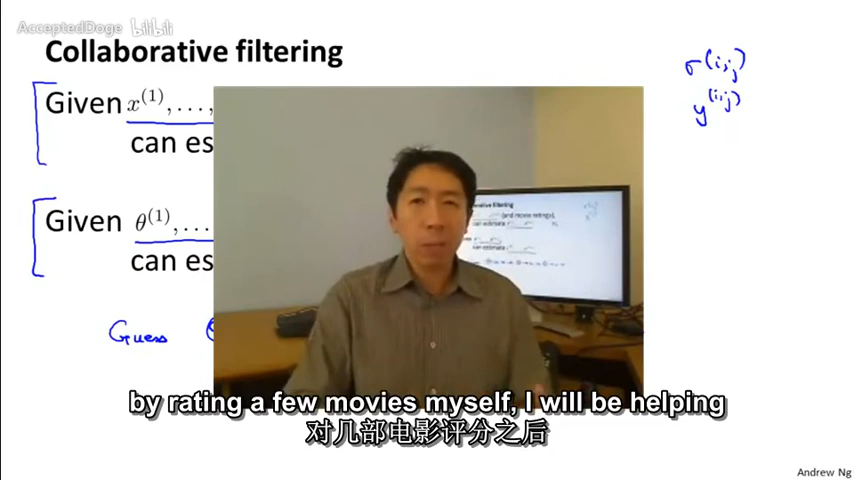 AcceptedDoge bilibili
Collaborative filtering
r(i,j)
Given x(1),...,
y(i,j)
can es
Given θ(1),...
can es
Guess
by rating a few movies myself, I will be helping
对几部电影评分之后
Andrew Ng